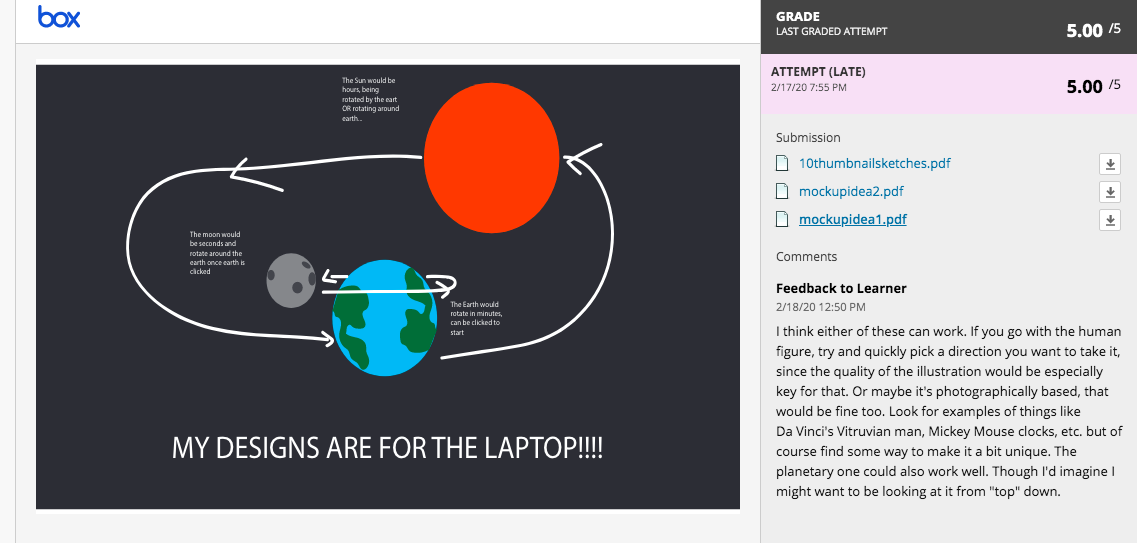 box
The Sun would be
hours, being
rotated by the eart
OR rotating around
earth...
The moon would
be seconds and
rotate around the
earth once earth is
clicked
The Earth would
rotate in minutes,
can be clicked to
start
MY DESIGNS ARE FOR THE LAPTOP!!!!
GRADE
LAST GRADED ATTEMPT
5.00 /5
ATTEMPT (LATE)
2/17/20 7:55 PM
5.00 /5
Submission
10thumbnailsketches.pdf
mockupidea2.pdf
mockupidea1.pdf
Comments
Feedback to Learner
2/18/20 12:50 PM
I think either of these can work. If you go with the human
figure, try and quickly pick a direction you want to take it,
since the quality of the illustration would be especially
key for that. Or maybe it's photographically based, that
would be fine too. Look for examples of things like
Da Vinci's Vitruvian man, Mickey Mouse clocks, etc. but of
course find some way to make it a bit unique. The
planetary one could also work well. Though I'd imagine I
might want to be looking at it from "top" down.